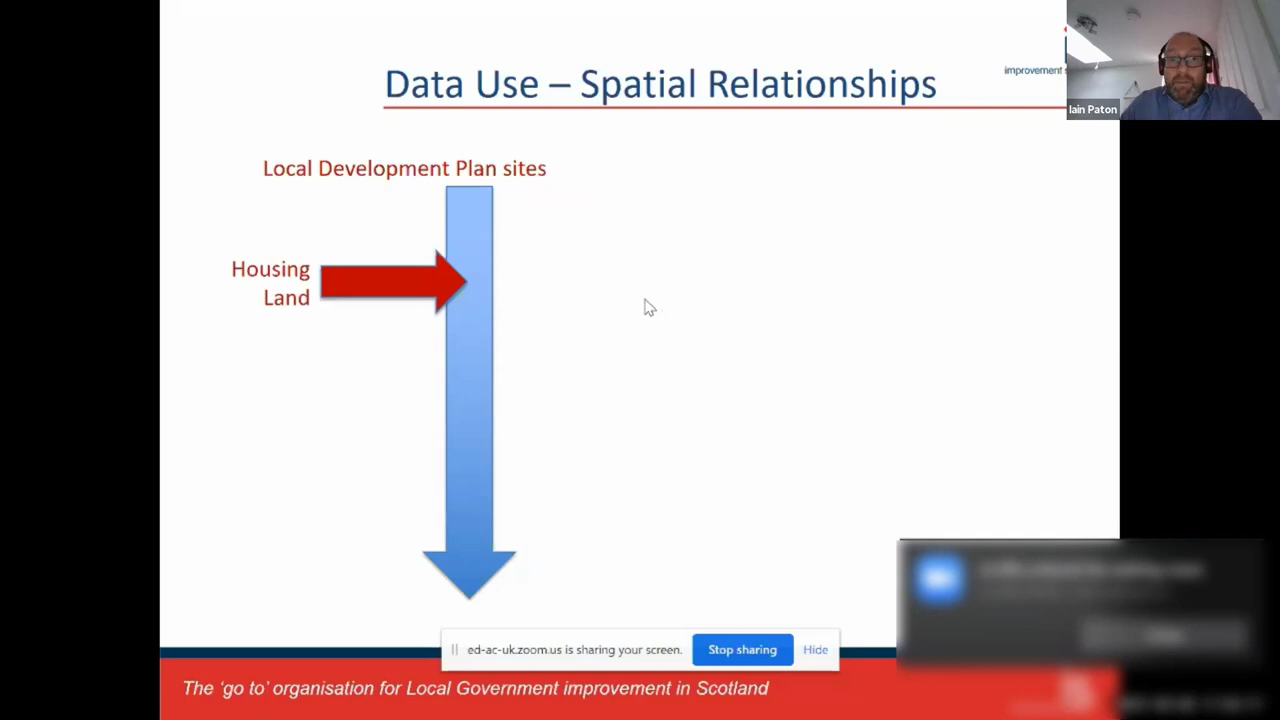 Data Use – Spatial Relationships
improvement
Iain Paton
Local Development Plan sites
Housing
Land
ed-ac-uk.zoom.us is sharing your screen.
Stop sharing
Hide
The ‘go to’ organisation for Local Government improvement in Scotland